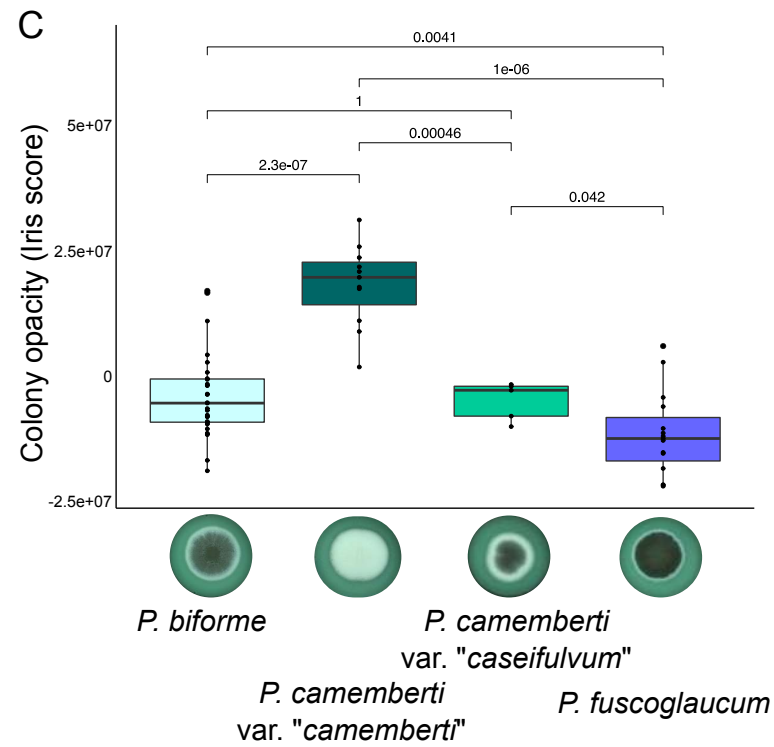 C
0.0041
1e-06
1
0.00046
2.3e-07
0.042
Colony opacity (Iris score)
5e+07
2.5e+07
0
-2.5e+07
P. biforme
P. camemberti
var. "camemberti"
P. camemberti
var. "caseifulvum"
P. fuscoglaucum